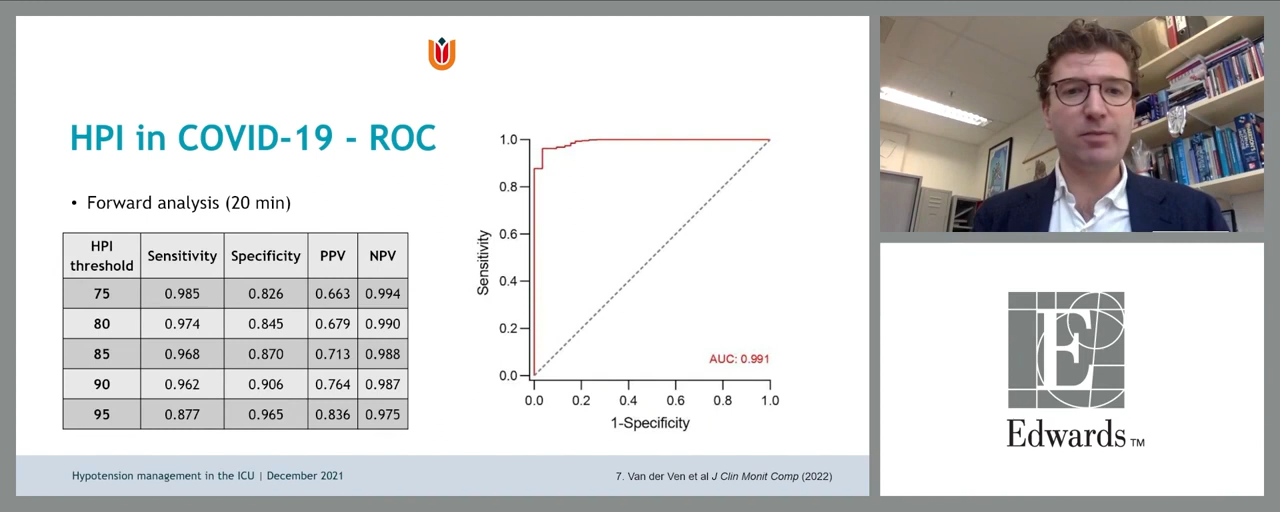 HPI in COVID-19 - ROC
• Forward analysis (20 min)
HPI threshold Sensitivity Specificity PPV NPV
75 0.985 0.826 0.663 0.994
80 0.974 0.845 0.679 0.990
85 0.968 0.870 0.713 0.988
90 0.962 0.906 0.764 0.987
95 0.877 0.965 0.836 0.975
Sensitivity
1.0
0.8
0.6
0.4
0.2
0.0
0.0 0.2 0.4 0.6 0.8 1.0
1-Specificity
AUC: 0.991
Hypotension management in the ICU | December 2021
7. Van der Ven et al J Clin Monit Comp (2022)
E
Edwards™